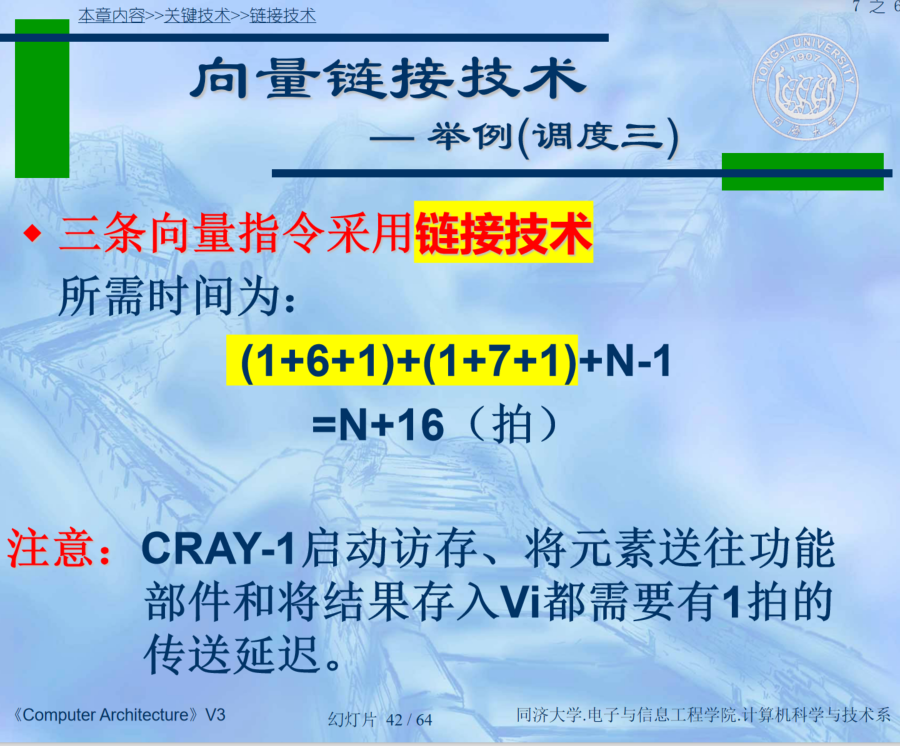 本章内容>>关键技术>>链接技术
7 之 6
向量链接技术
TONGJI UNIVERSITY
1907
同济大学
— 举例(调度三)
三条向量指令采用链接技术
所需时间为：
(1+6+1)+(1+7+1)+N-1
=N+16（拍）
注意：CRAY-1启动访存、将元素送往功能
部件和将结果存入Vi都需要有1拍的
传送延迟。
《Computer Architecture》V3
幻灯片 42 / 64
同济大学.电子与信息工程学院.计算机科学与技术系